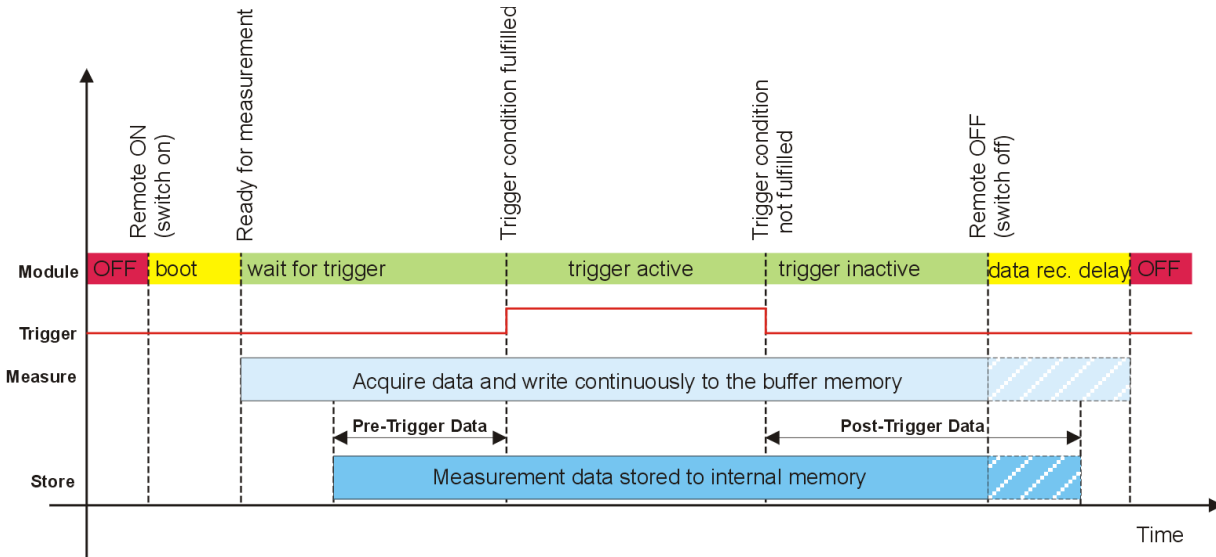 Remote ON
(switch on)
Ready for measurement
Trigger condition fulfilled
Trigger condition
not fulfilled
Remote OFF
(switch off)
Module
OFF
boot
wait for trigger
trigger active
trigger inactive
data rec. delay
OFF
Trigger
Measure
Acquire data and write continuously to the buffer memory
Pre-Trigger Data
Post-Trigger Data
Store
Measurement data stored to internal memory
Time